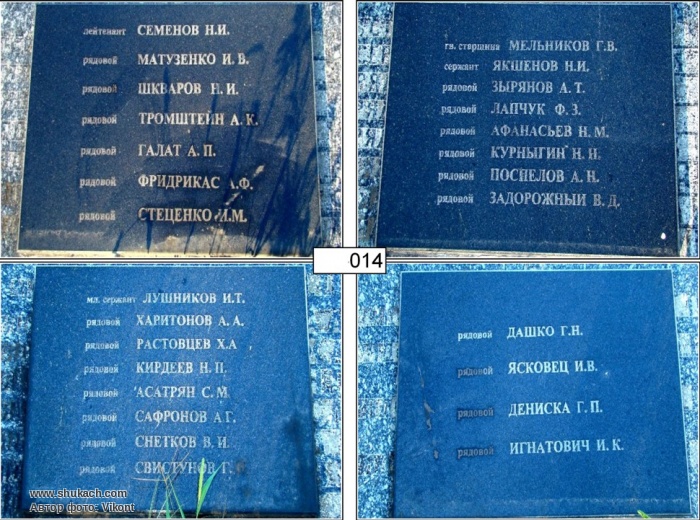 лейтенант СЕМЕНОВ Н.И.
рядовой МАТУЗЕНКО И.В.
рядовой ШКВАРОВ Н.И.
рядовой ТРОМШТЕЙН А.К.
рядовой ГАЛАТ А.П.
рядовой ФРИДРИКАС А.Ф.
рядовой СТЕЦЕНКО И.М.
гв. старшина МЕЛЬНИКОВ Г.В.
сержант ЯКШЕНОВ Н.И.
рядовой ЗЫРЯНОВ А.Т.
рядовой ЛАПЧУК Ф.З.
рядовой АФАНАСЬЕВ Н.М.
рядовой КУРНЫГИН Н.Н.
рядовой ПОСПЕЛОВ А.Н.
рядовой ЗАДОРОЖНЫЙ В.Д.
014
мл. сержант ЛУШНИКОВ И.Т.
рядовой ХАРИТОНОВ А.А.
рядовой РАСТОВЦЕВ Х.А
рядовой КИРДЕЕВ Н.П.
рядовой АСАТРЯН С.М
рядовой САФРОНОВ А.Г.
рядовой СНЕТКОВ В.И.
рядовой СВИСТУНОВ Г.
рядовой ДАШКО Г.Н.
рядовой ЯСКОВЕЦ И.В.
рядовой ДЕНИСКА Г.П.
рядовой ИГНАТОВИЧ И.К.
www.shukach.com
Автор фото: Vikont